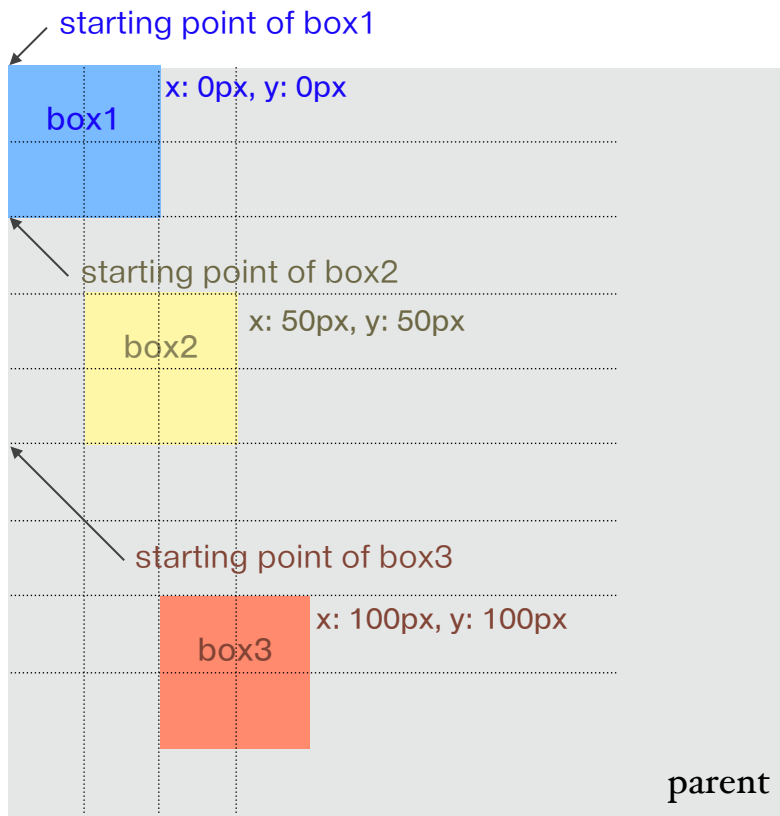 starting point of box1
x: 0px, y: 0px
box1
starting point of box2
x: 50px, y: 50px
box2
starting point of box3
x: 100px, y: 100px
box3
parent